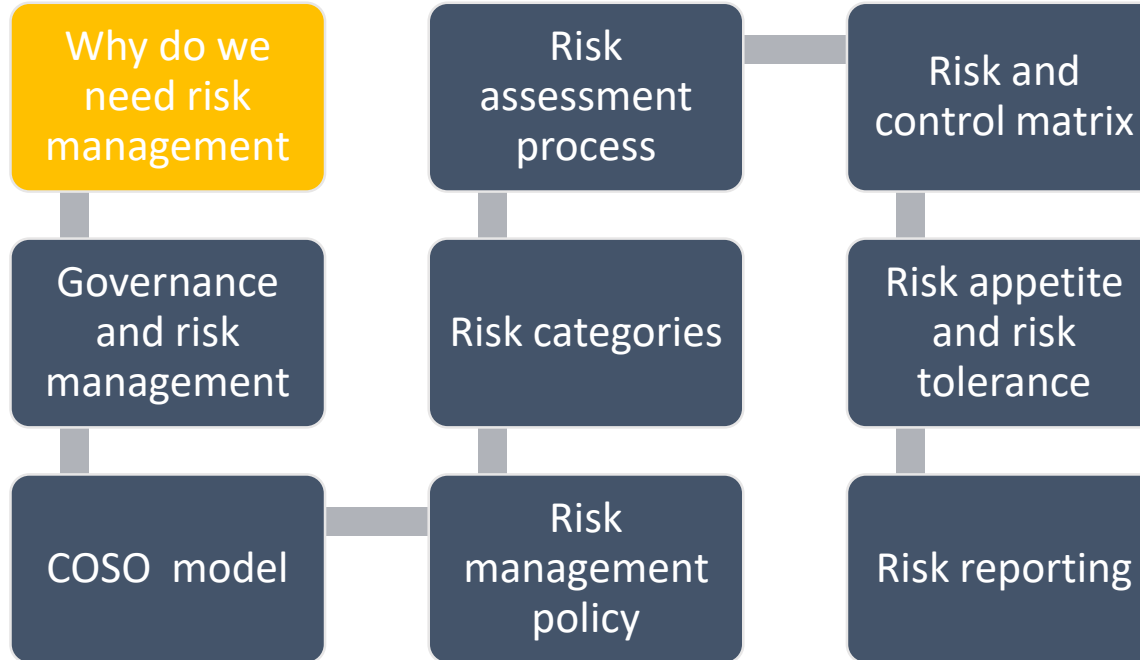 Why do we
need risk
management
Governance
and risk
management
COSO  model
Risk
management
policy
Risk categories
Risk
assessment
process
Risk and
control matrix
Risk appetite
and risk
tolerance
Risk reporting